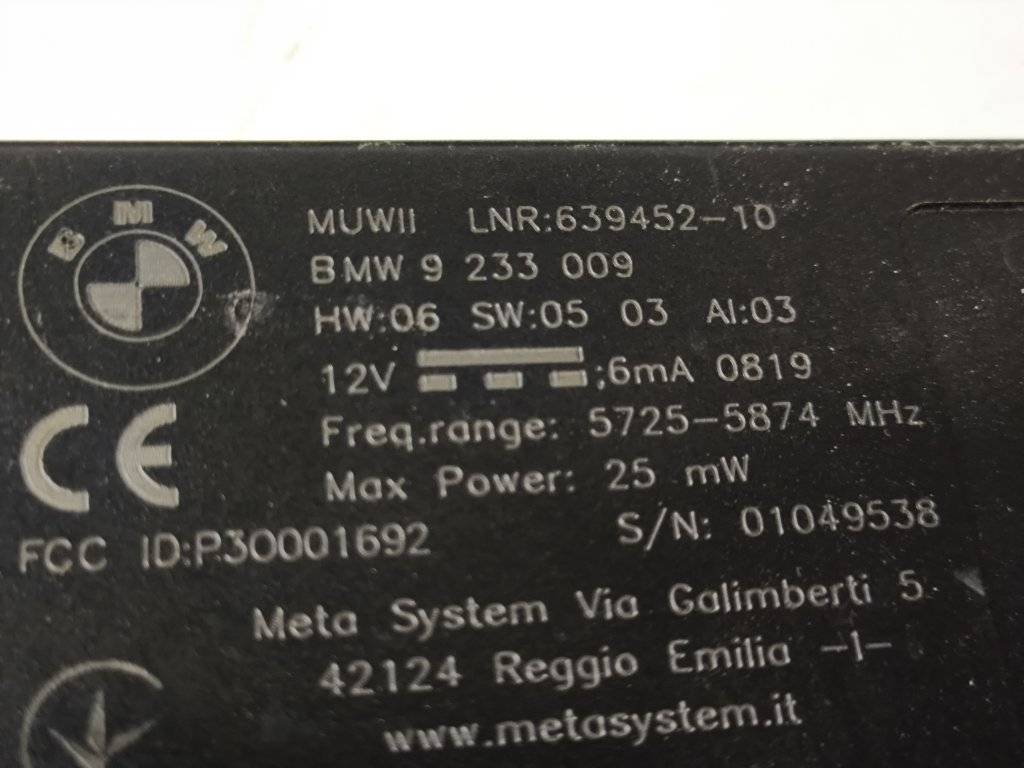 BMW
MUWII LNR:639452-10
BMW 9 233 009
HW:06 SW:05 03 AI:03
12V ;6mA 0819
Freq.range: 5725-5874 MHz
Max Power: 25 mW
CE
S/N: 01049538
FCC ID:P30001692
Meta System Via Galimberti 5
42124 Reggio Emilia -I-
www.metasystem.it